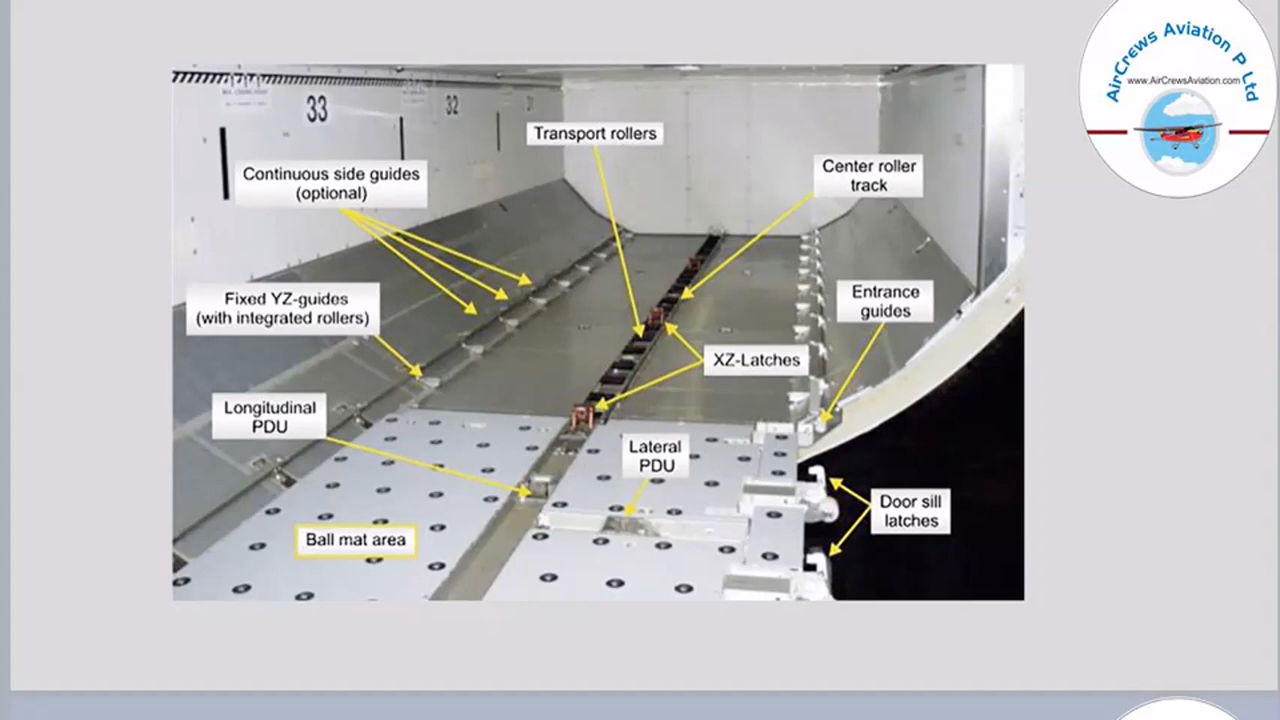 AirCrews Aviation P Ltd
www.AirCrewsAviation.com
33
32
Transport rollers
Continuous side guides
(optional)
Center roller
track
Fixed YZ-guides
(with integrated rollers)
Entrance
guides
XZ-Latches
Longitudinal
PDU
Lateral
PDU
Door sill
latches
Ball mat area